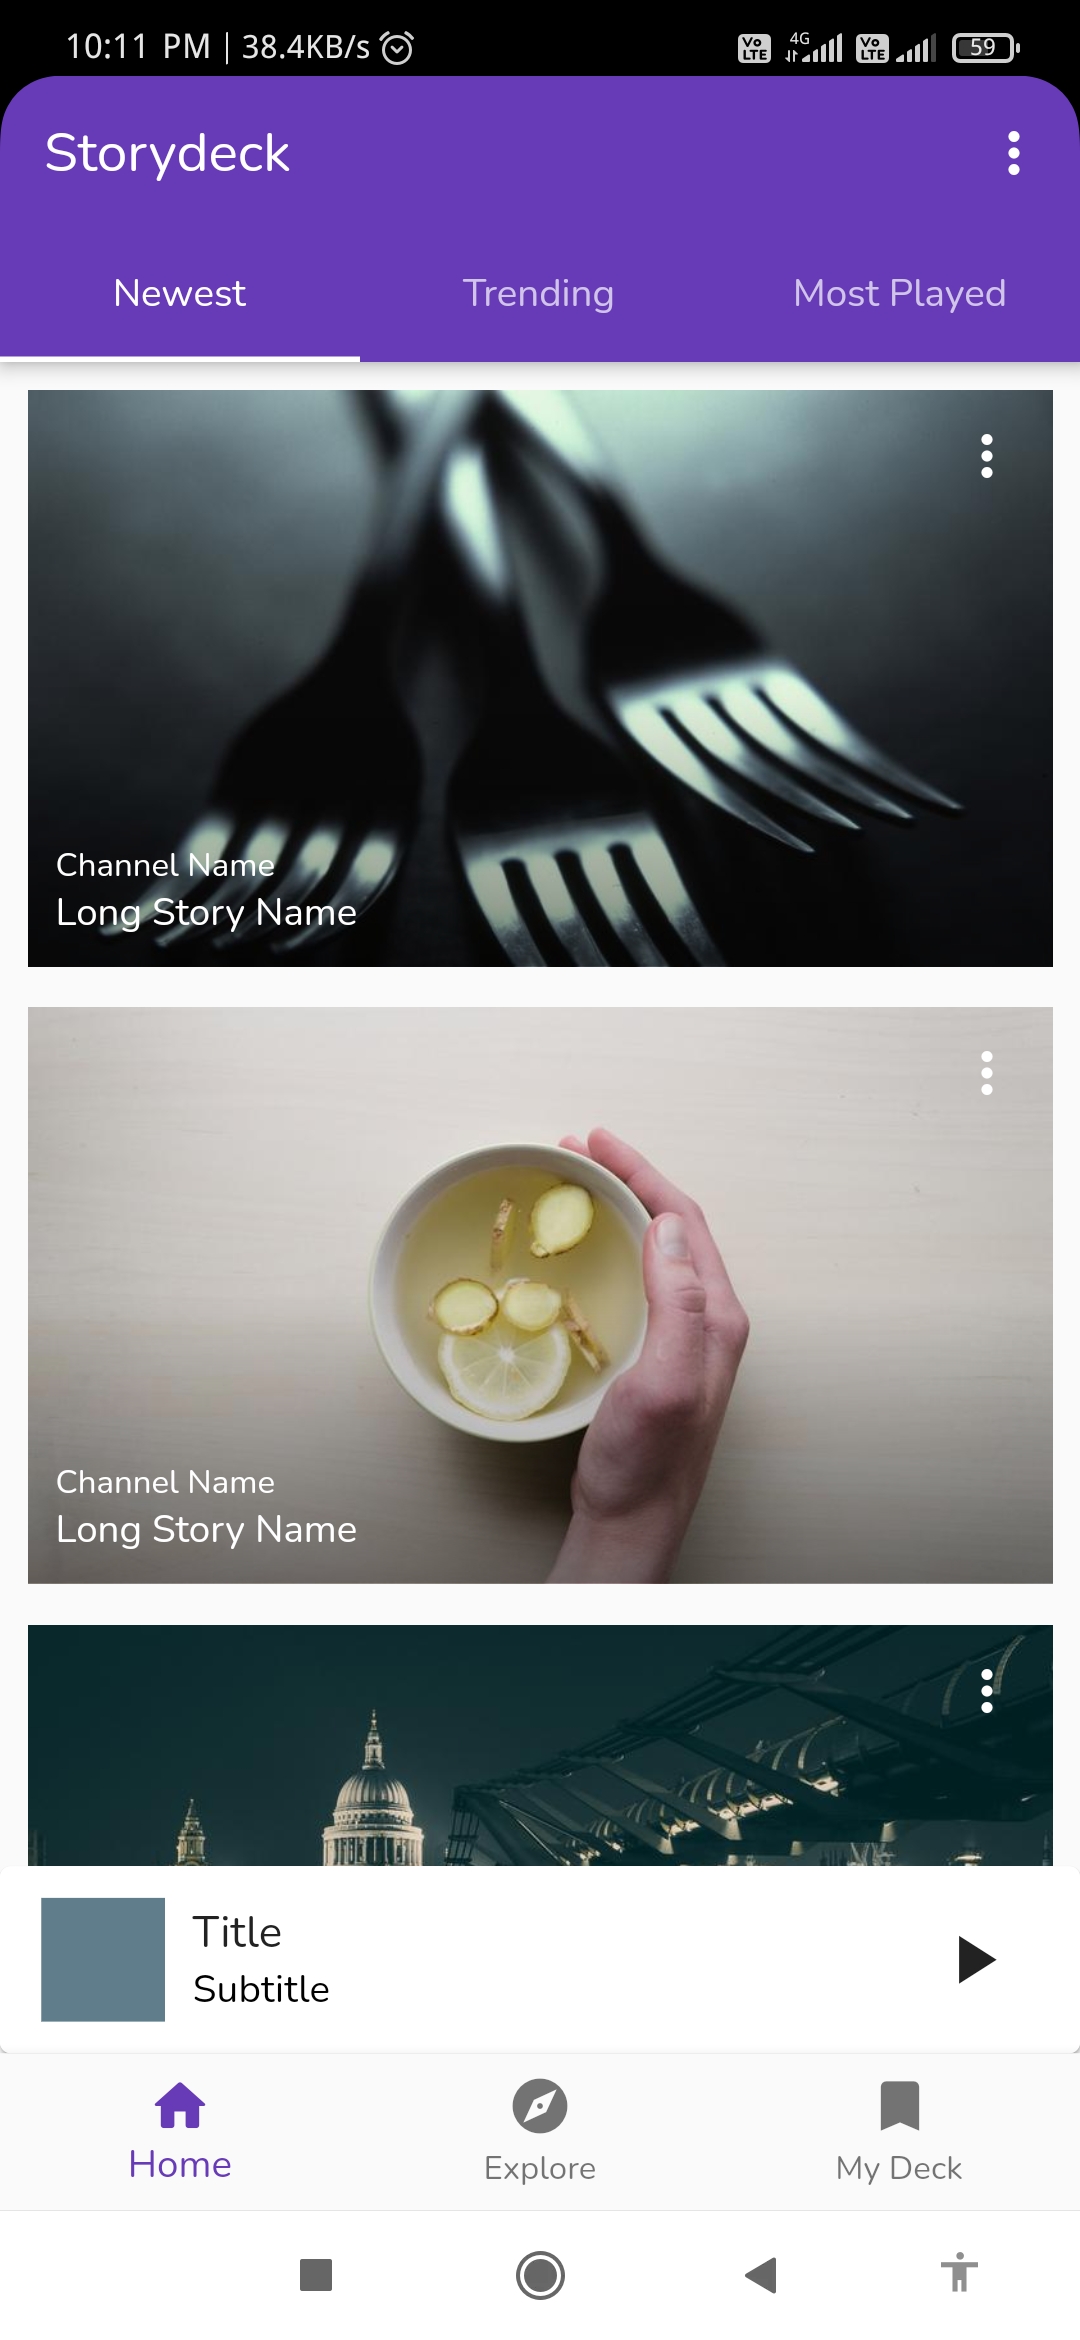 10:11 PM | 38.4KB/s
Vo LTE 4G Vo LTE 59
Storydeck
Newest Trending Most Played
Channel Name
Long Story Name
Channel Name
Long Story Name
Title
Subtitle
Home Explore My Deck